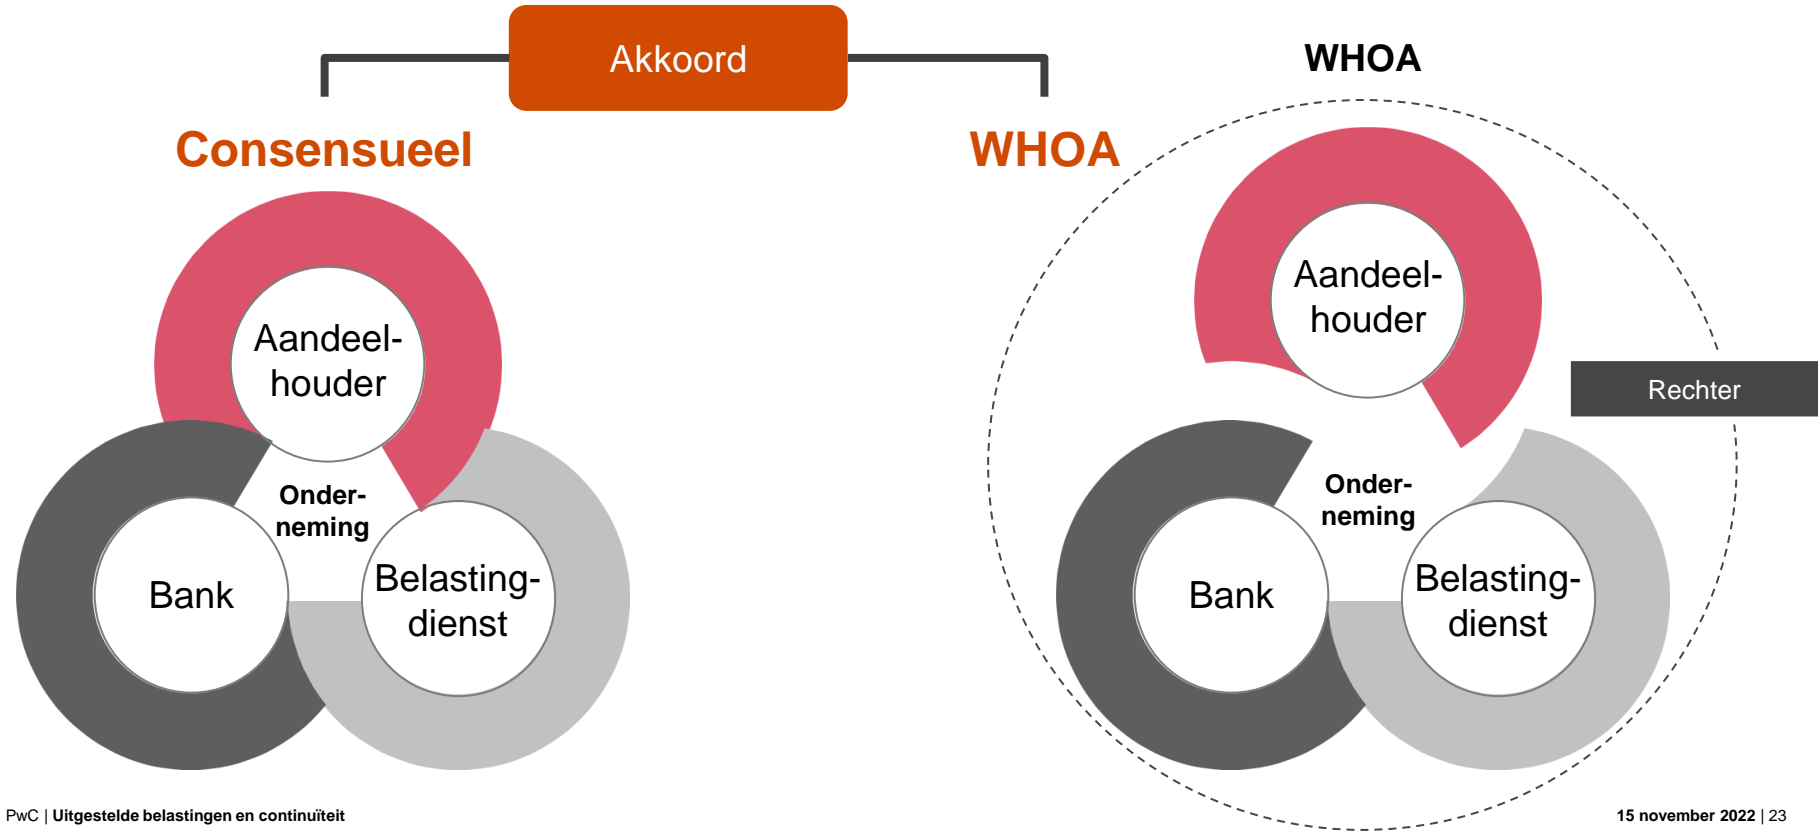 Akkoord
Consensueel
WHOA
WHOA
Aandeel-
houder
Onder-
neming
Bank
Belasting-
dienst
Aandeel-
houder
Rechter
Onder-
neming
Bank
Belasting-
dienst
PwC | Uitgestelde belastingen en continuïteit
15 november 2022 | 23